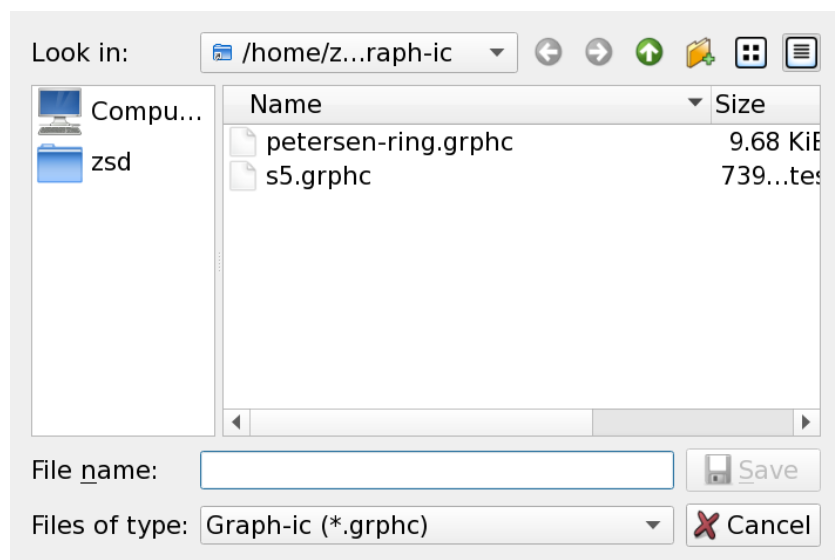 Look in: /home/z...raph-ic
Compu...
zsd
Name Size
petersen-ring.grphc 9.68 KiB
s5.grphc 739...tes
File name: Save
Files of type: Graph-ic (*.grphc) Cancel